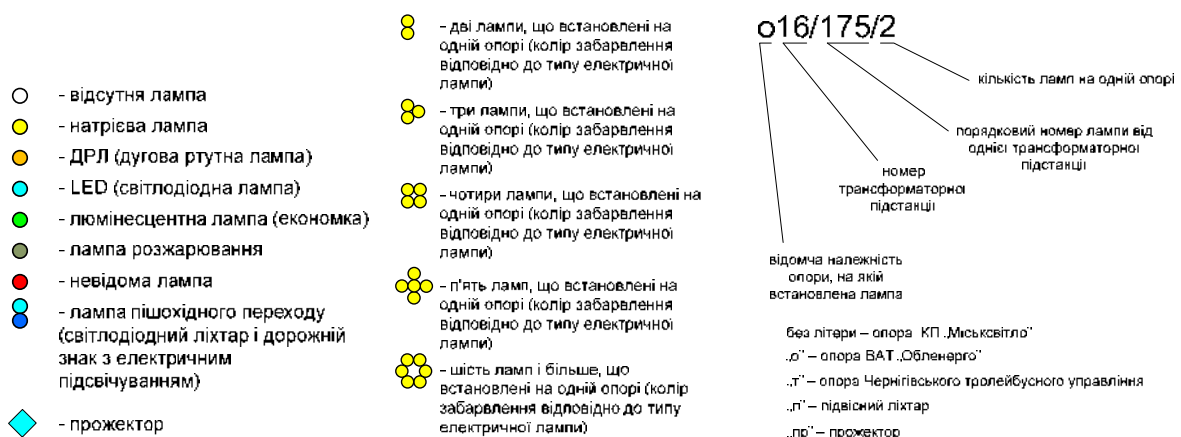 - відсутня лампа
- натрієва лампа
- ДРЛ (дугова ртутна лампа)
- LED (світлодіодна лампа)
- люмінесцентна лампа (економка)
- лампа розжарювання
- невідома лампа
- лампа пішохідного переходу
(світлодіодний ліхтар і дорожній
знак з електричним
підсвічуванням)
- прожектор
- дві лампи, що встановлені на
одній опорі (колір забарвлення
відповідно до типу електричної
лампи)
- три лампи, що встановлені на
одній опорі (колір забарвлення
відповідно до типу електричної
лампи)
- чотири лампи, що встановлені на
одній опорі (колір забарвлення
відповідно до типу електричної
лампи)
- п'ять ламп, що встановлені на
одній опорі (колір забарвлення
відповідно до типу електричної
лампи)
- шість ламп і більше, що
встановлені на одній опорі (колір
забарвлення відповідно до типу
електричної лампи)
о16/175/2
кількість ламп на одній опорі
порядковий номер лампи від
однієї трансформаторної
підстанції
номер
трансформаторної
підстанції
відомча належність
опори, на якій
встановлена лампа
без літери – опора КП „Міськсвітло”
„о” – опора ВАТ „Обленерго”
„т” – опора Чернігівського тролейбусного управління
„п” – підвісний ліхтар
„пр” – прожектор